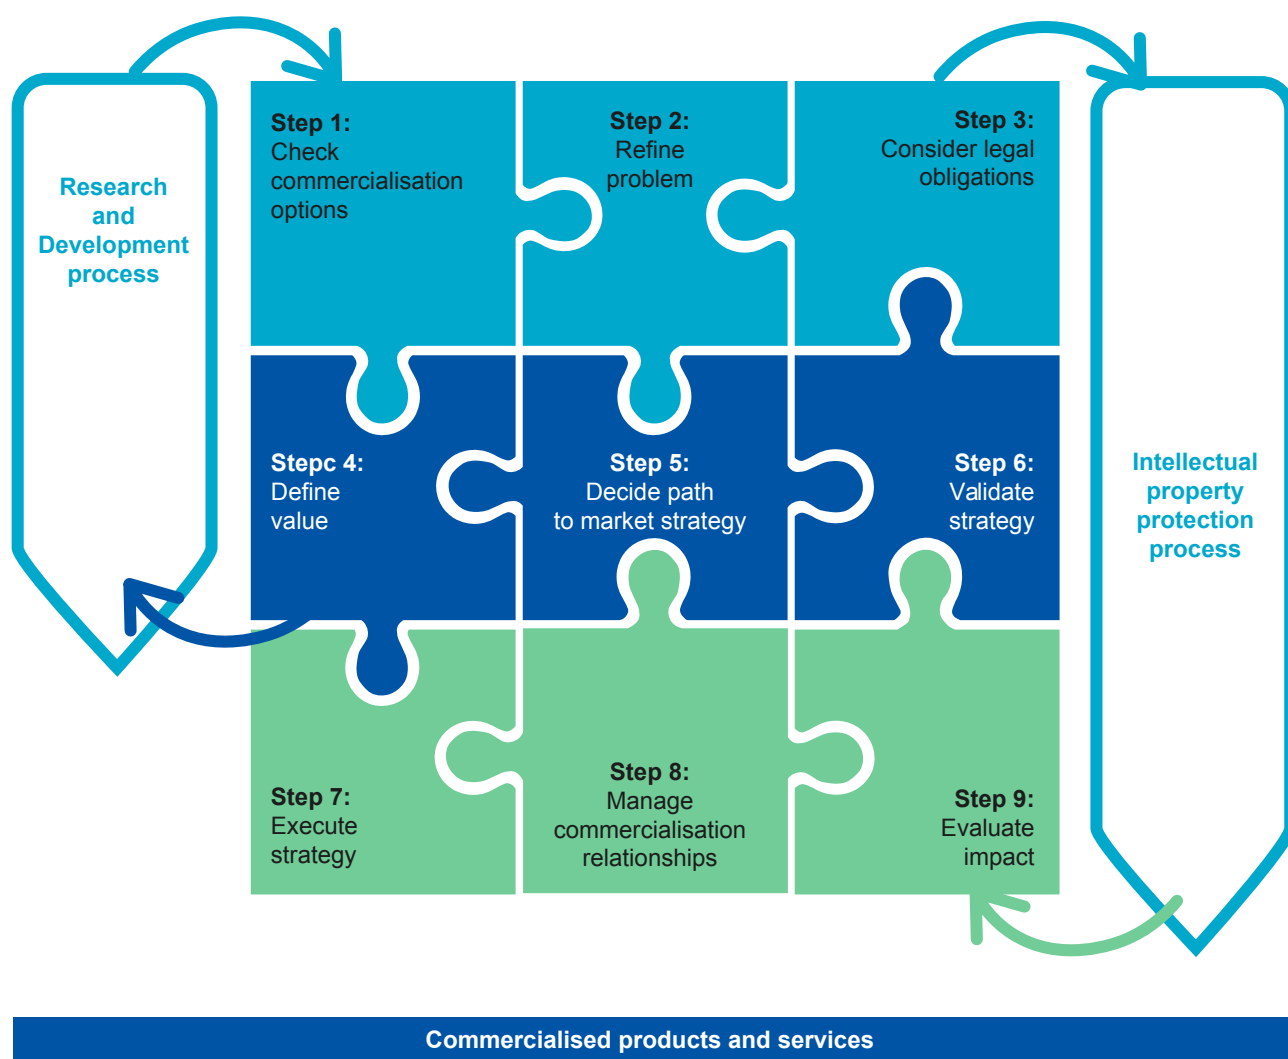 Research
and
Development
process
Step 1:
Check
commercialisation
options
Step 2:
Refine
problem
Step 3:
Consider legal
obligations
Stepc 4:
Define
value
Step 5:
Decide path
to market strategy
Step 6:
Validate
strategy
Intellectual
property
protection
process
Step 7:
Execute
strategy
Step 8:
Manage
commercialisation
relationships
Step 9:
Evaluate
impact
Commercialised products and services